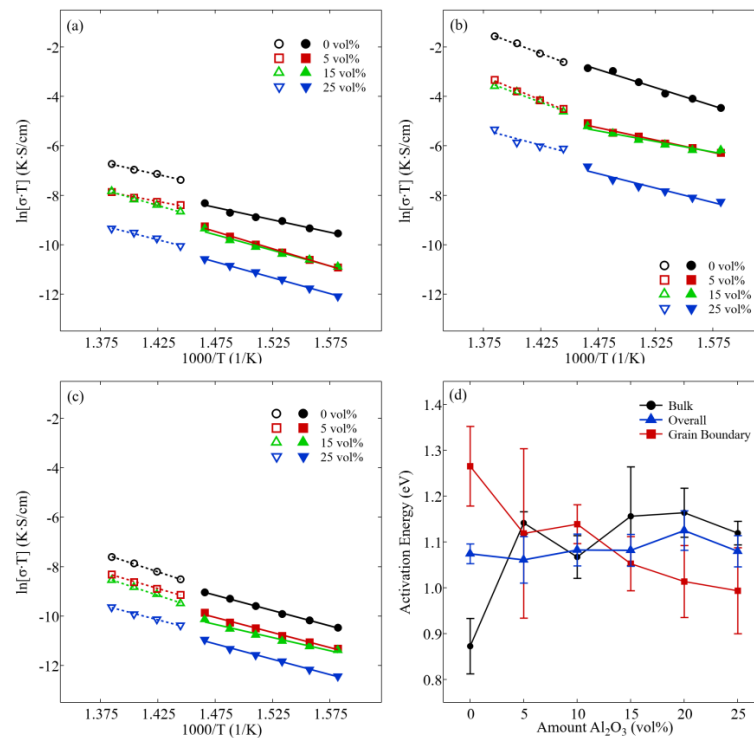 (a)
0 vol%
5 vol%
15 vol%
25 vol%
-2
-4
-6
-8
-10
-12
ln[σ·T] (K·S/cm)
1.375
1.425
1.475
1.525
1.575
1000/T (1/K)
(b)
-2
-4
-6
-8
-10
-12
ln[σ·T] (K·S/cm)
0 vol%
5 vol%
15 vol%
25 vol%
1.375
1.425
1.475
1.525
1.575
1000/T (1/K)
(c)
0 vol%
5 vol%
15 vol%
25 vol%
-2
-4
-6
-8
-10
-12
ln[σ·T] (K·S/cm)
1.375
1.425
1.475
1.525
1.575
1000/T (1/K)
(d)
Bulk
Overall
Grain Boundary
1.4
1.3
1.2
1.1
1.0
0.9
0.8
Activation Energy (eV)
0
5
10
15
20
25
Amount Al₂O₃ (vol%)